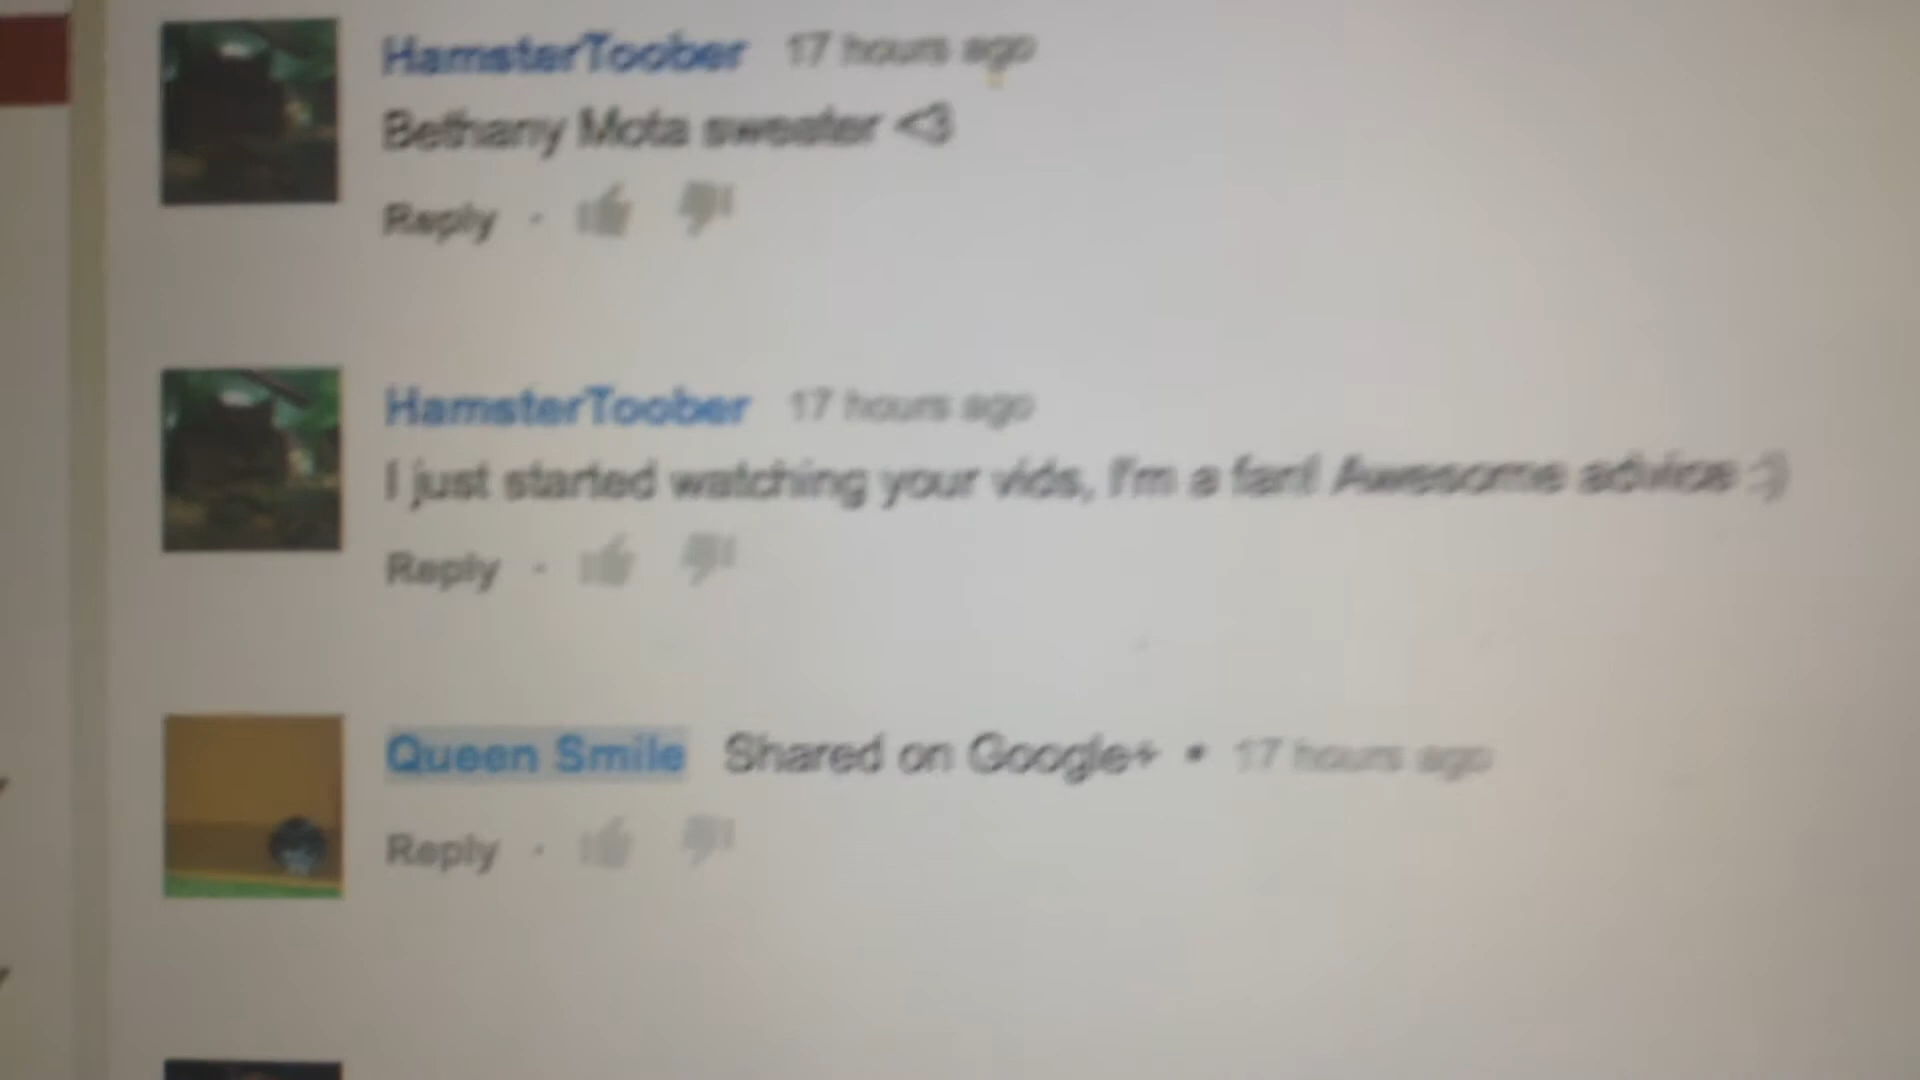 HamsterToober 17 hours ago
Bethany Mota sweater <3
Reply ·
HamsterToober 17 hours ago
I just started watching your vids, I'm a fan! Awesome advice :)
Reply ·
Queen Smile Shared on Google+ • 17 hours ago
Reply ·